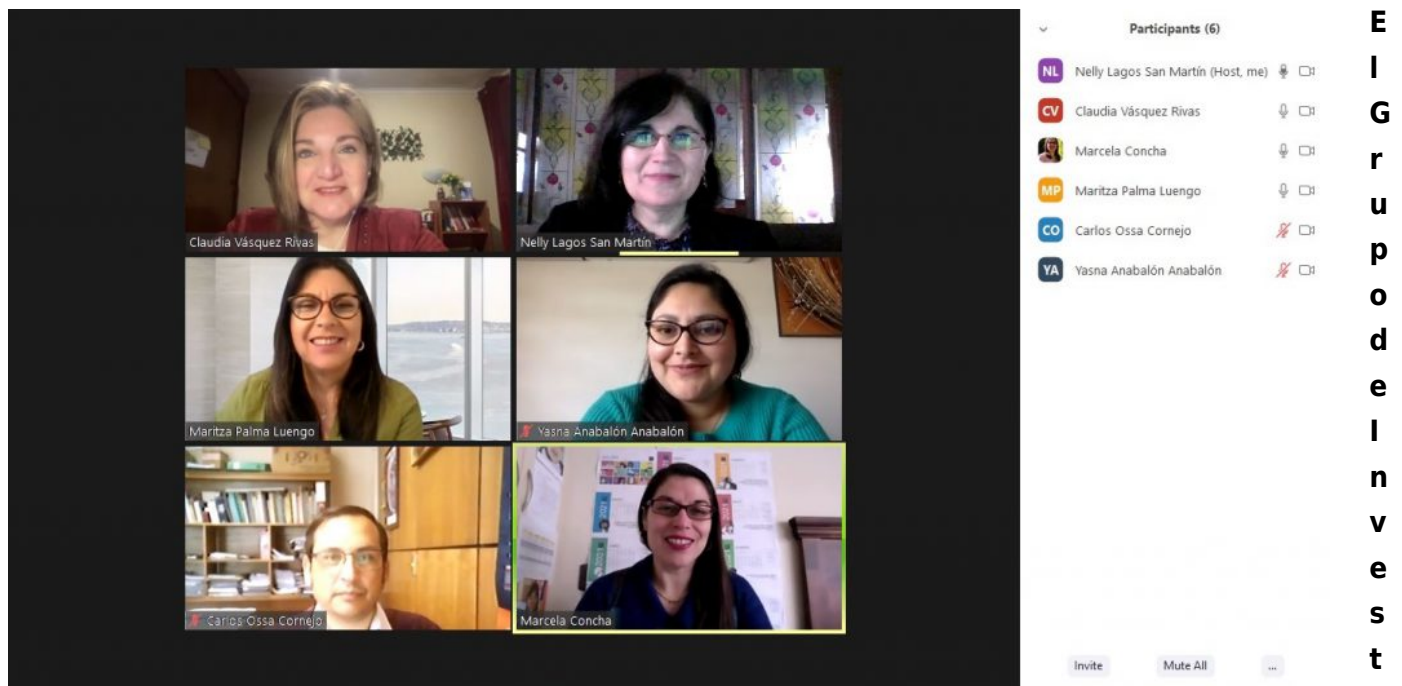 Claudia Vásquez Rivas
Nelly Lagos San Martín
Maritza Palma Luengo
Yasna Anabalón Anabalón
Carlos Ossa Cornejo
Marcela Concha
Participants (6)
NL Nelly Lagos San Martín (Host, me)
CV Claudia Vásquez Rivas
Marcela Concha
MP Maritza Palma Luengo
CO Carlos Ossa Cornejo
YA Yasna Anabalón Anabalón
Invite Mute All ...
E
l
G
r
u
p
o
d
e
I
n
v
e
s
t